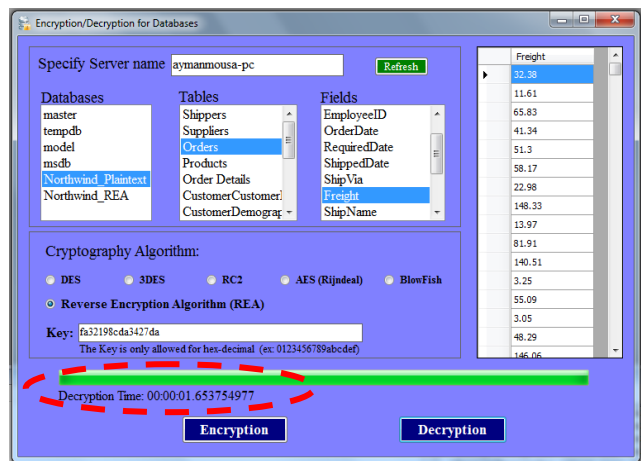 Encryption/Decryption for Databases
Specify Server name aymanmousa-pc Refresh
Databases Tables Fields
master
tempdb
model
msdb
Northwind_Plaintext
Northwind_REA
Shippers
Suppliers
Orders
Products
Order Details
CustomerCustomerI
CustomerDemograp
EmployeeID
OrderDate
RequiredDate
ShippedDate
ShipVia
Freight
ShipName
Cryptography Algorithm:
DES 3DES RC2 AES (Rijndeal) BlowFish
Reverse Encryption Algorithm (REA)
Key: fa32198cda3427da
The Key is only allowed for hex-decimal (ex: 0123456789abcdef)
Decryption Time: 00:00:01.653754977
Encryption Decryption
Freight
32.38
11.61
65.83
41.34
51.3
58.17
22.98
148.33
13.97
81.91
140.51
3.25
55.09
3.05
48.29
146.06